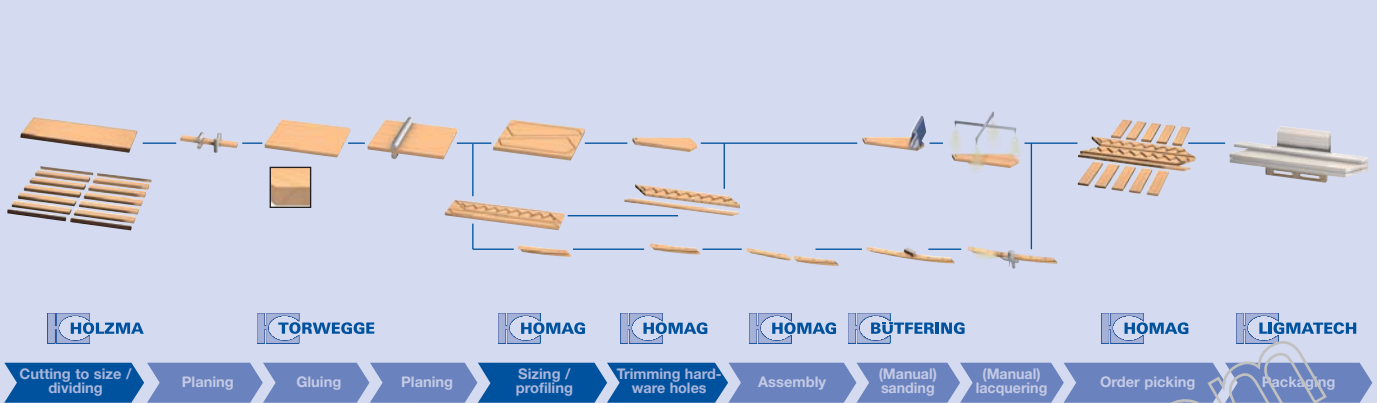 HOLZMA
TORWEGGE
HOMAG
HOMAG
HOMAG
BÜTFERING
HOMAG
LIGMATECH
Cutting to size /
dividing
Planing
Gluing
Planing
Sizing /
profiling
Trimming hard-
ware holes
Assembly
(Manual)
sanding
(Manual)
lacquering
Order picking
Packaging